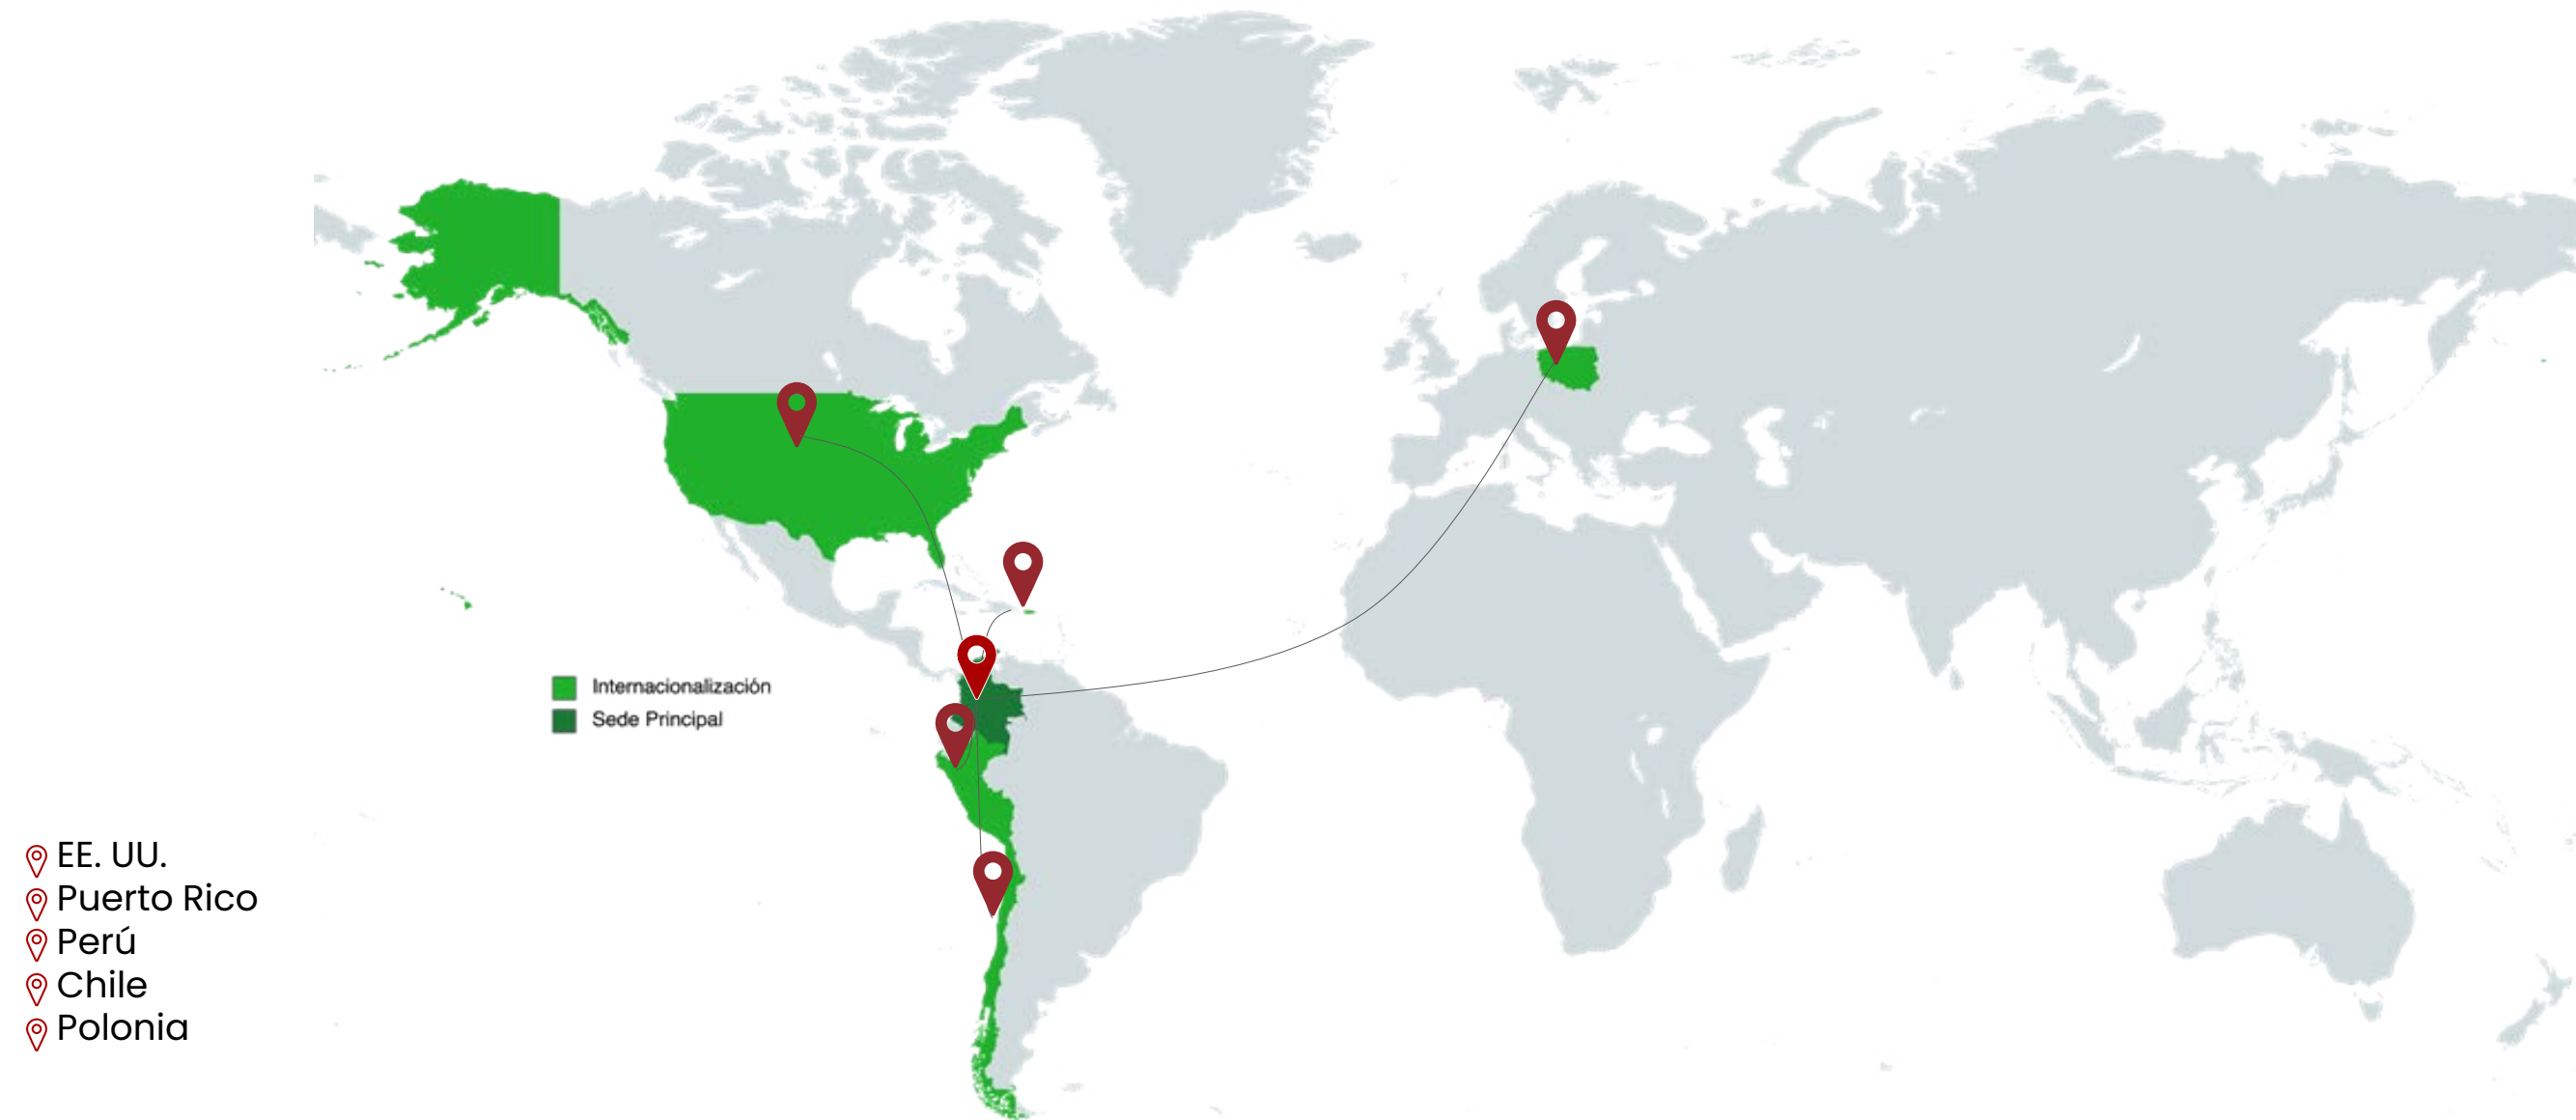 Internacionalización
Sede Principal
EE. UU.
Puerto Rico
Perú
Chile
Polonia